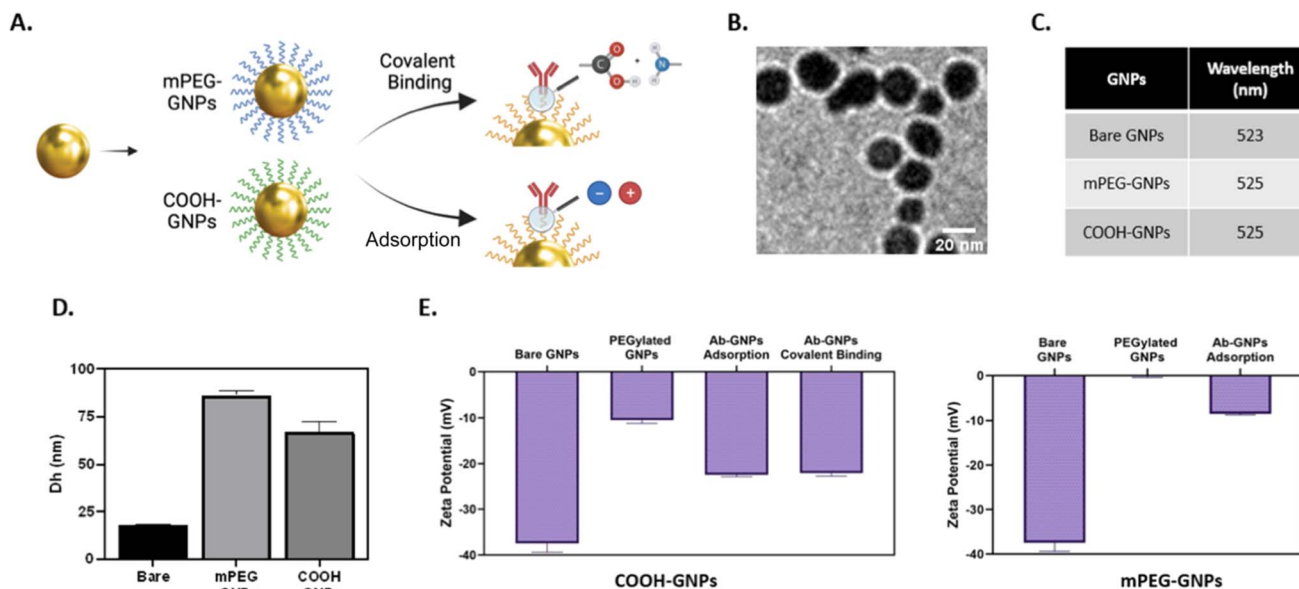 A.
mPEG-
GNPs
COOH-
GNPs
Covalent
Binding
Adsorption
C
O
O
H
+
H
N
H
−
+
B.
20 nm
C.
GNPs
Wavelength
(nm)
Bare GNPs
523
mPEG-GNPs
525
COOH-GNPs
525
D.
Dh (nm)
100
75
50
25
0
Bare
mPEG
COOH
E.
Bare GNPs
PEGylated
GNPs
Ab-GNPs
Adsorption
Ab-GNPs
Covalent Binding
Zeta Potential (mV)
0
-10
-20
-30
-40
COOH-GNPs
Bare
GNPs
PEGylated
GNPs
Ab-GNPs
Adsorption
Zeta Potential (mV)
0
-10
-20
-30
-40
mPEG-GNPs